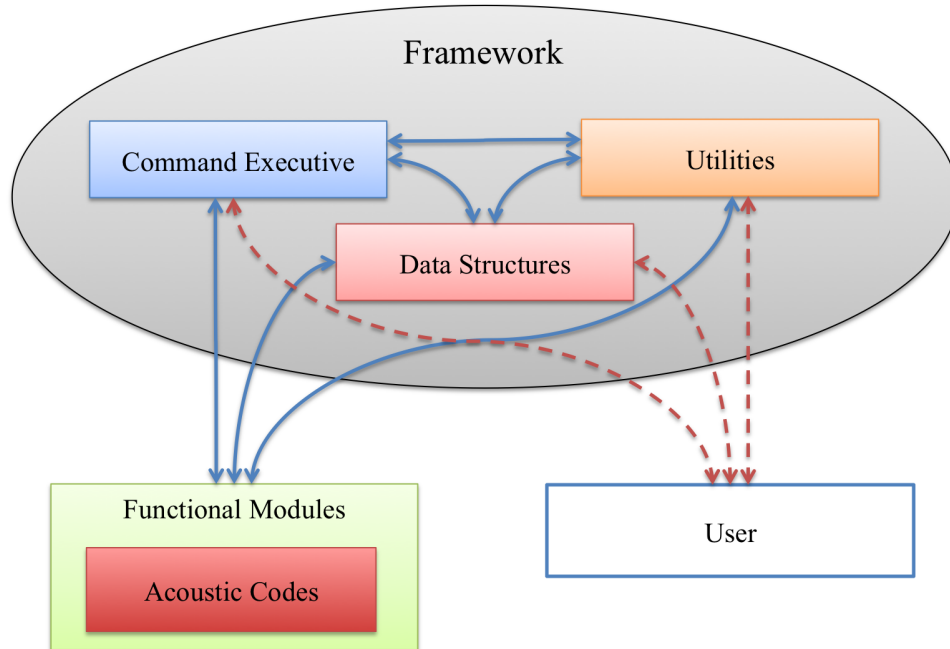 Framework
Command Executive
Utilities
Data Structures
Functional Modules
Acoustic Codes
User